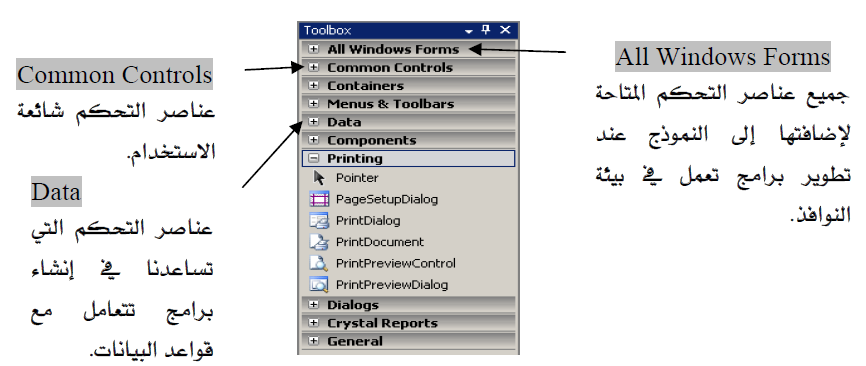 Toolbox
All Windows Forms
Common Controls
Containers
Menus & Toolbars
Data
Components
Printing
Pointer
PageSetupDialog
PrintDialog
PrintDocument
PrintPreviewControl
PrintPreviewDialog
Dialogs
Crystal Reports
General
All Windows Forms
جميع عناصر التحكم المتاحة
لإضافتها إلى النموذج عند
تطوير برامج تعمل في بيئة
النوافذ.
Common Controls
عناصر التحكم شائعة
الاستخدام.
Data
عناصر التحكم التي
تساعدنا في إنشاء
برامج تتعامل مع
قواعد البيانات.